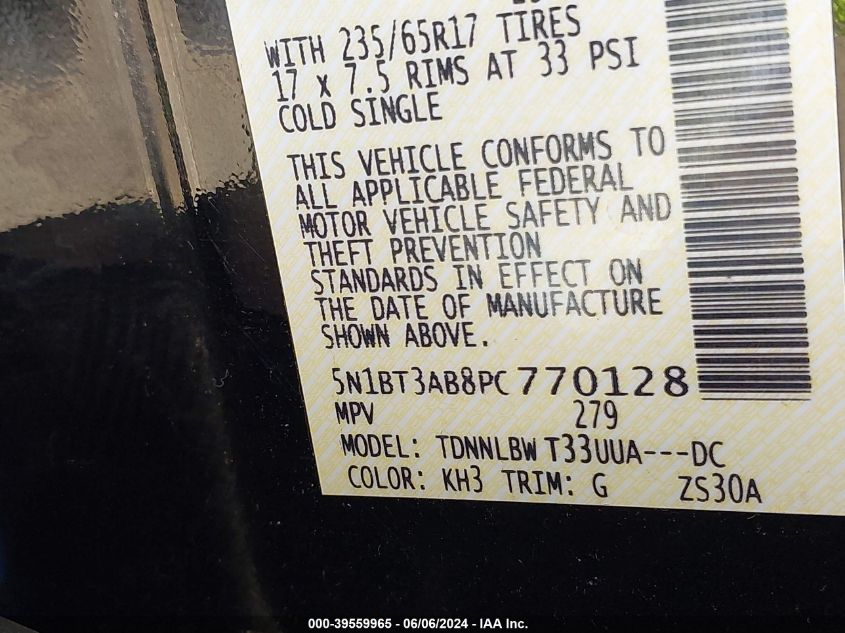 WITH 235/65R17 TIRES
17 x 7.5 RIMS AT 33 PSI
COLD SINGLE
THIS VEHICLE CONFORMS TO
ALL APPLICABLE FEDERAL
MOTOR VEHICLE SAFETY AND
THEFT PREVENTION
STANDARDS IN EFFECT ON
THE DATE OF MANUFACTURE
SHOWN ABOVE.
5N1BT3AB8PC770128
MPV 279
MODEL: TDNNLBW T33UUA---DC
COLOR: KH3 TRIM: G ZS30A
000-39559965 - 06/06/2024 - IAA Inc.